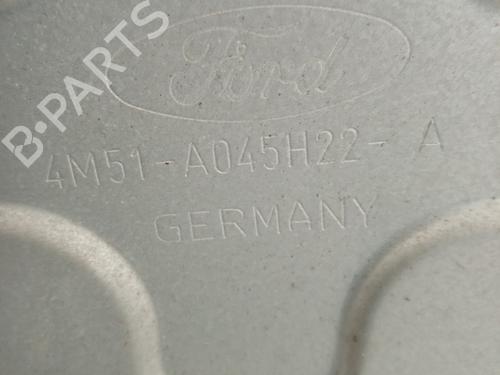 B-PARTS
Ford
4M51-A045H22- A
GERMANY